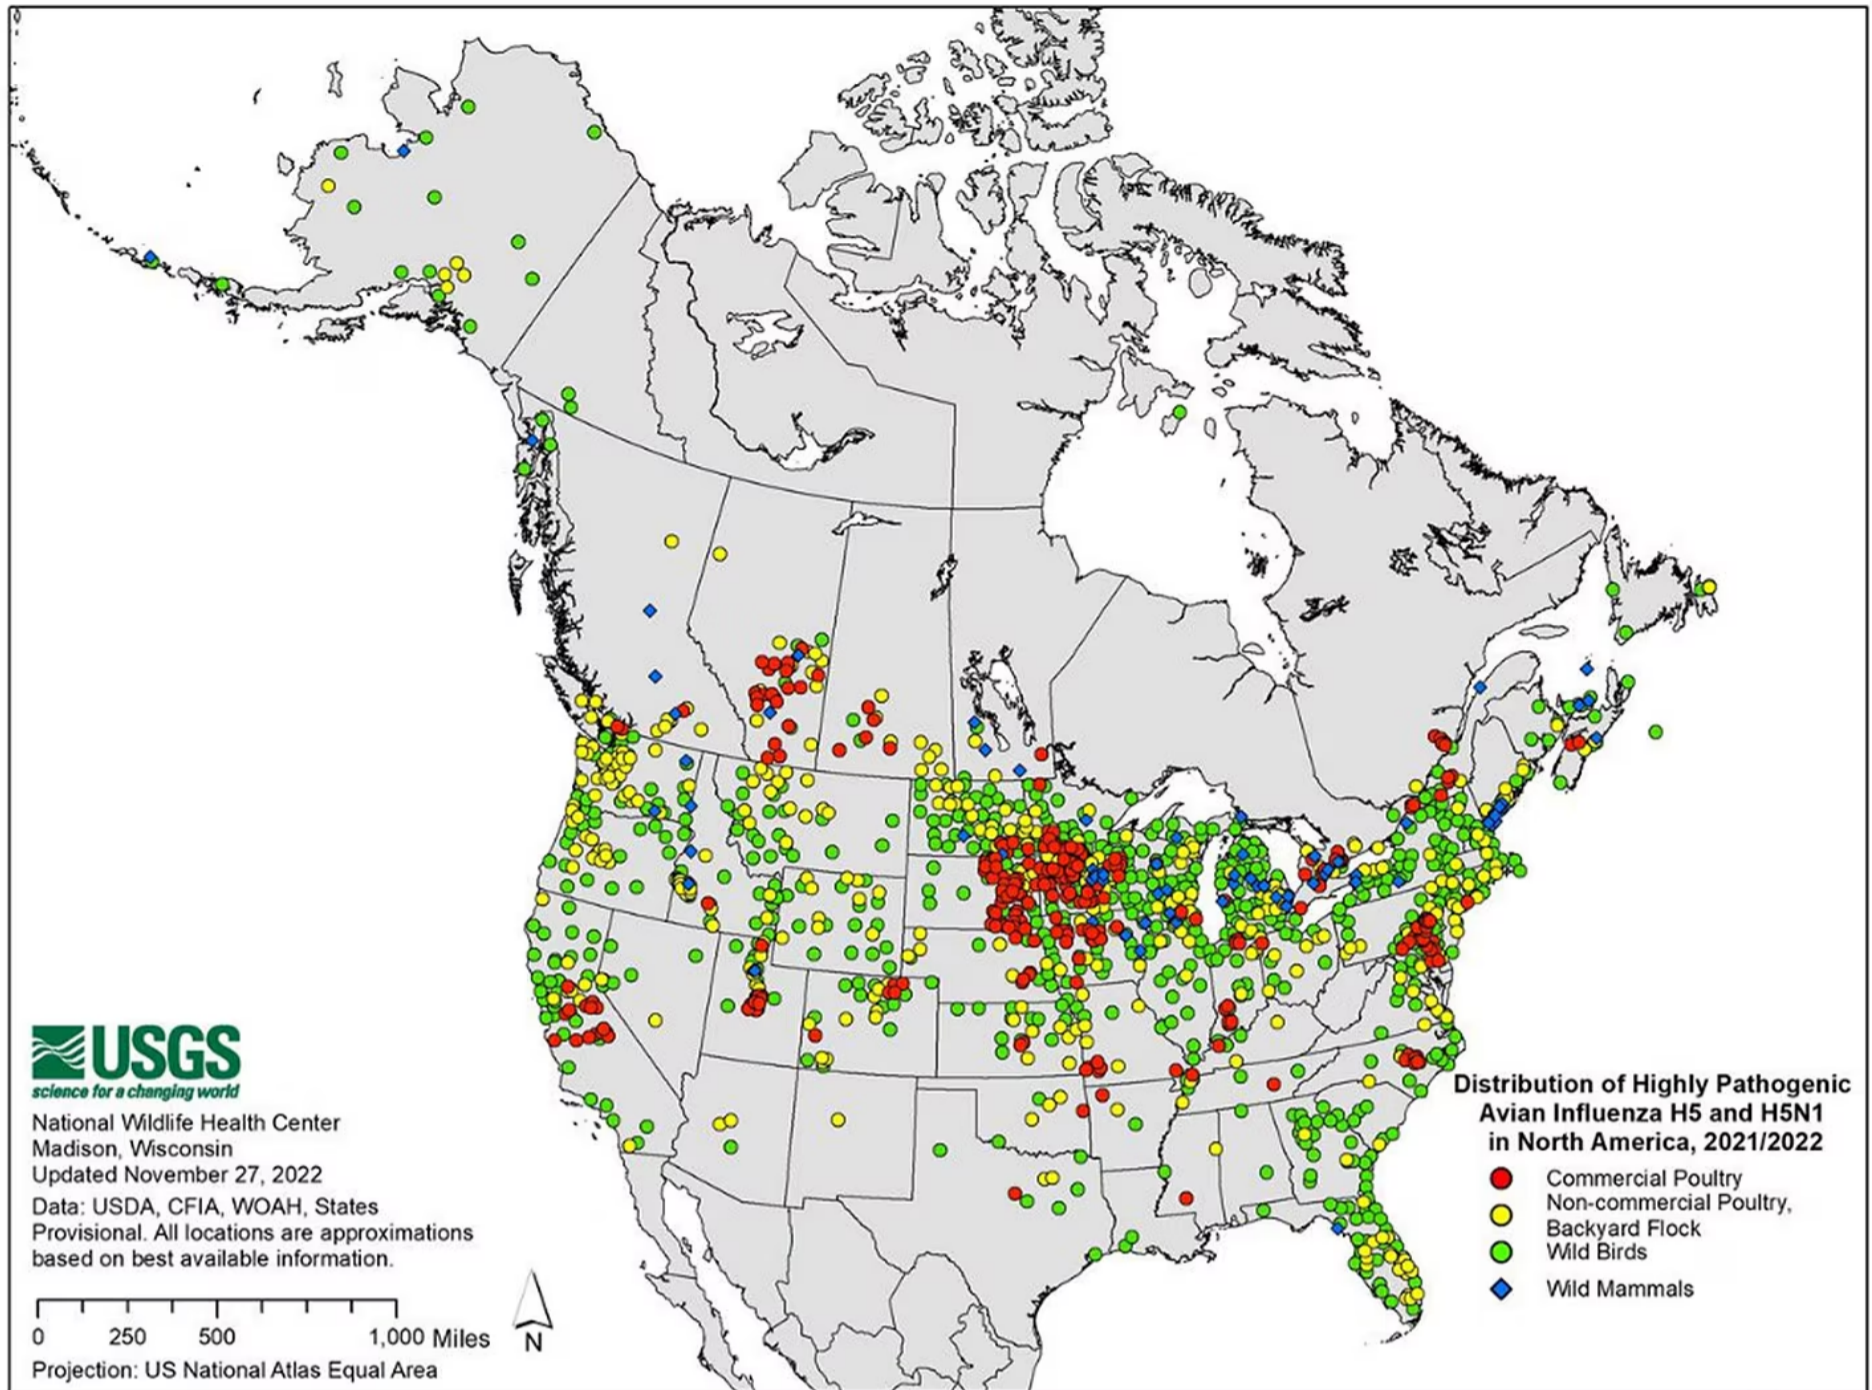 USGS
science for a changing world
National Wildlife Health Center
Madison, Wisconsin
Updated November 27, 2022
Data: USDA, CFIA, WOAH, States
Provisional. All locations are approximations
based on best available information.
0 250 500 1,000 Miles
Projection: US National Atlas Equal Area
N
Distribution of Highly Pathogenic
Avian Influenza H5 and H5N1
in North America, 2021/2022
Commercial Poultry
Non-commercial Poultry,
Backyard Flock
Wild Birds
Wild Mammals